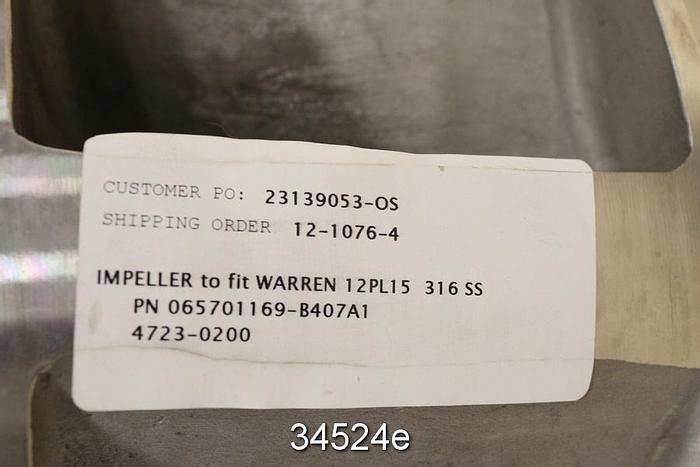 CUSTOMER PO: 23139053-OS
SHIPPING ORDER 12-1076-4
IMPELLER to fit WARREN 12PL15 316 SS
PN 065701169-B407A1
4723-0200
34524e